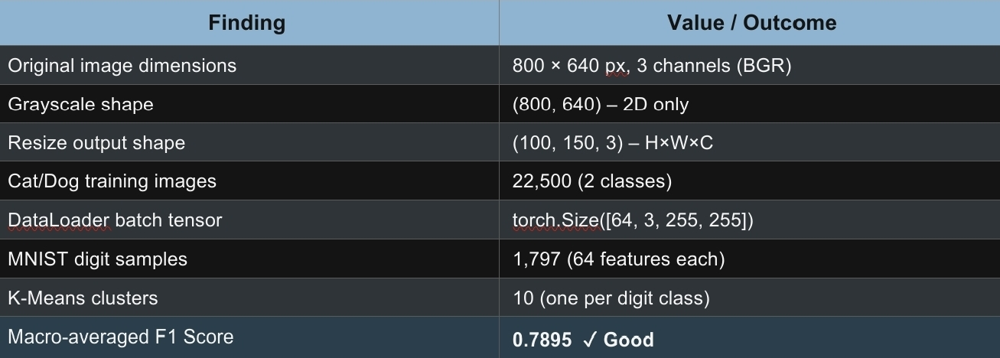 Finding Value / Outcome
Original image dimensions 800 × 640 px, 3 channels (BGR)
Grayscale shape (800, 640) – 2D only
Resize output shape (100, 150, 3) – H×W×C
Cat/Dog training images 22,500 (2 classes)
DataLoader batch tensor torch.Size([64, 3, 255, 255])
MNIST digit samples 1,797 (64 features each)
K-Means clusters 10 (one per digit class)
Macro-averaged F1 Score 0.7895 ✓ Good